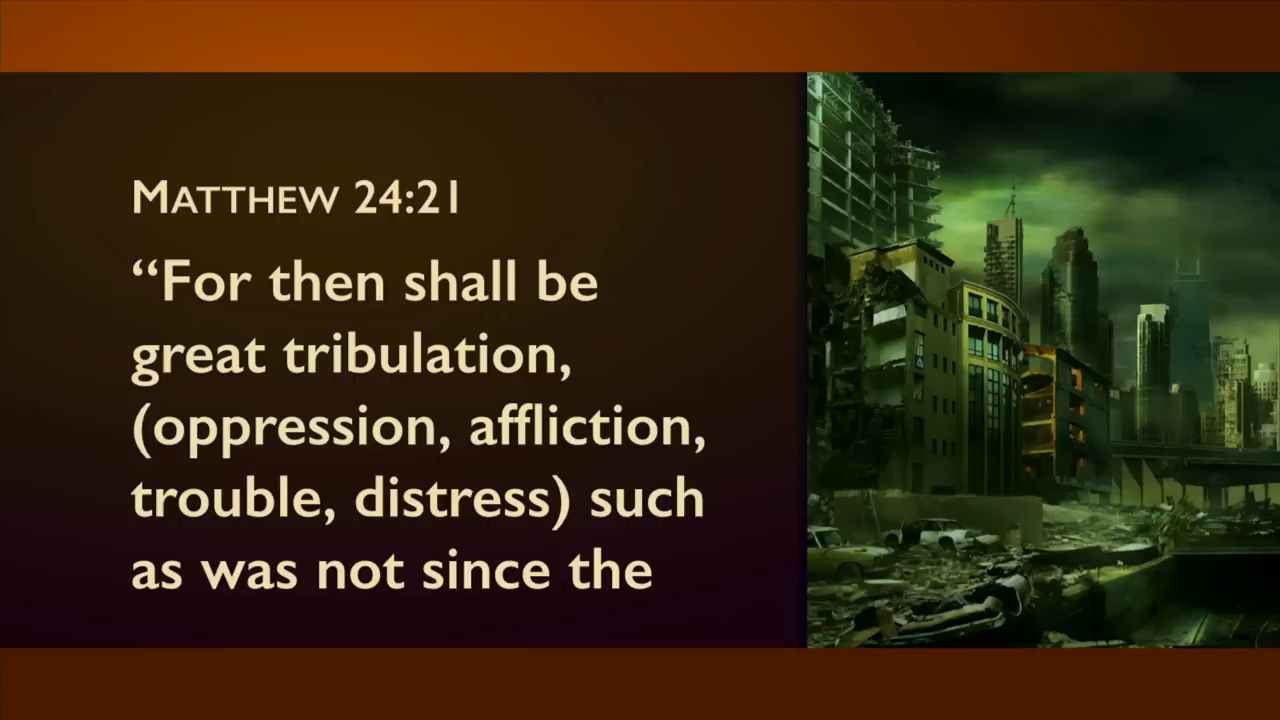 MATTHEW 24:21
“For then shall be
great tribulation,
(oppression, affliction,
trouble, distress) such
as was not since the